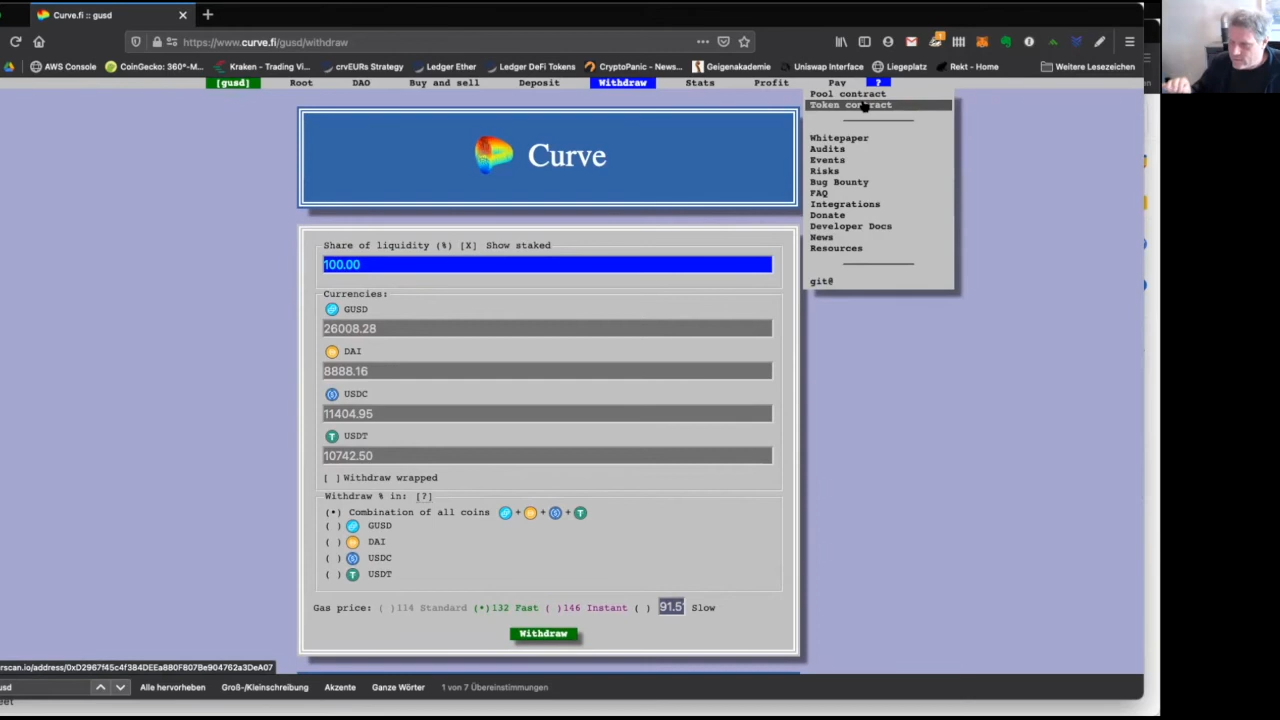 Curve.fi :: gusd
https://www.curve.fi/gusd/withdraw
AWS Console CoinGecko: 360°-M... Kraken - Trading Vi... crvEURs Strategy Ledger Ether Ledger DeFi Tokens CryptoPanic - News... Geigenakademie Uniswap Interface Liegeplatz Rekt - Home Weitere Lesezeichen
[gusd] Root DAO Buy and sell Deposit Withdraw Stats Profit Pay ?
Pool contract
Token contract
Whitepaper
Audits
Events
Risks
Bug Bounty
FAQ
Integrations
Donate
Developer Docs
News
Resources
git@
Curve
Share of liquidity (%) [X] Show staked
100.00
Currencies:
GUSD
26008.28
DAI
8888.16
USDC
11404.95
USDT
10742.50
[ ] Withdraw wrapped
Withdraw % in: [?]
(•) Combination of all coins + + +
( ) GUSD
( ) DAI
( ) USDC
( ) USDT
Gas price: ( )114 Standard (•)132 Fast ( )146 Instant ( ) 91.5 Slow
Withdraw
rscan.io/address/0xD2967f45c4f384DEEa880F807Be904762a3DeA07
usd Alle hervorheben Groß-/Kleinschreibung Akzente Ganze Wörter 1 von 7 Übereinstimmungen